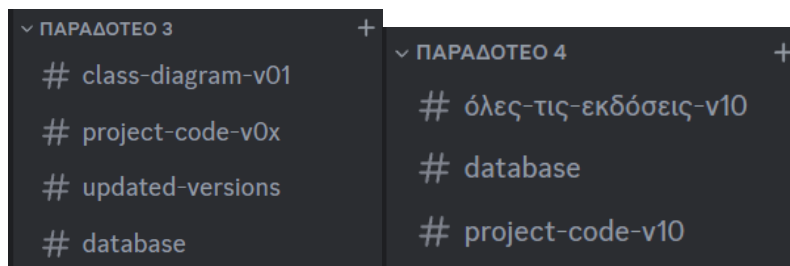 ΠΑΡΑΔΟΤΕΟ 3
# class-diagram-v01
# project-code-v0x
# updated-versions
# database
ΠΑΡΑΔΟΤΕΟ 4
# όλες-τις-εκδόσεις-v10
# database
# project-code-v10